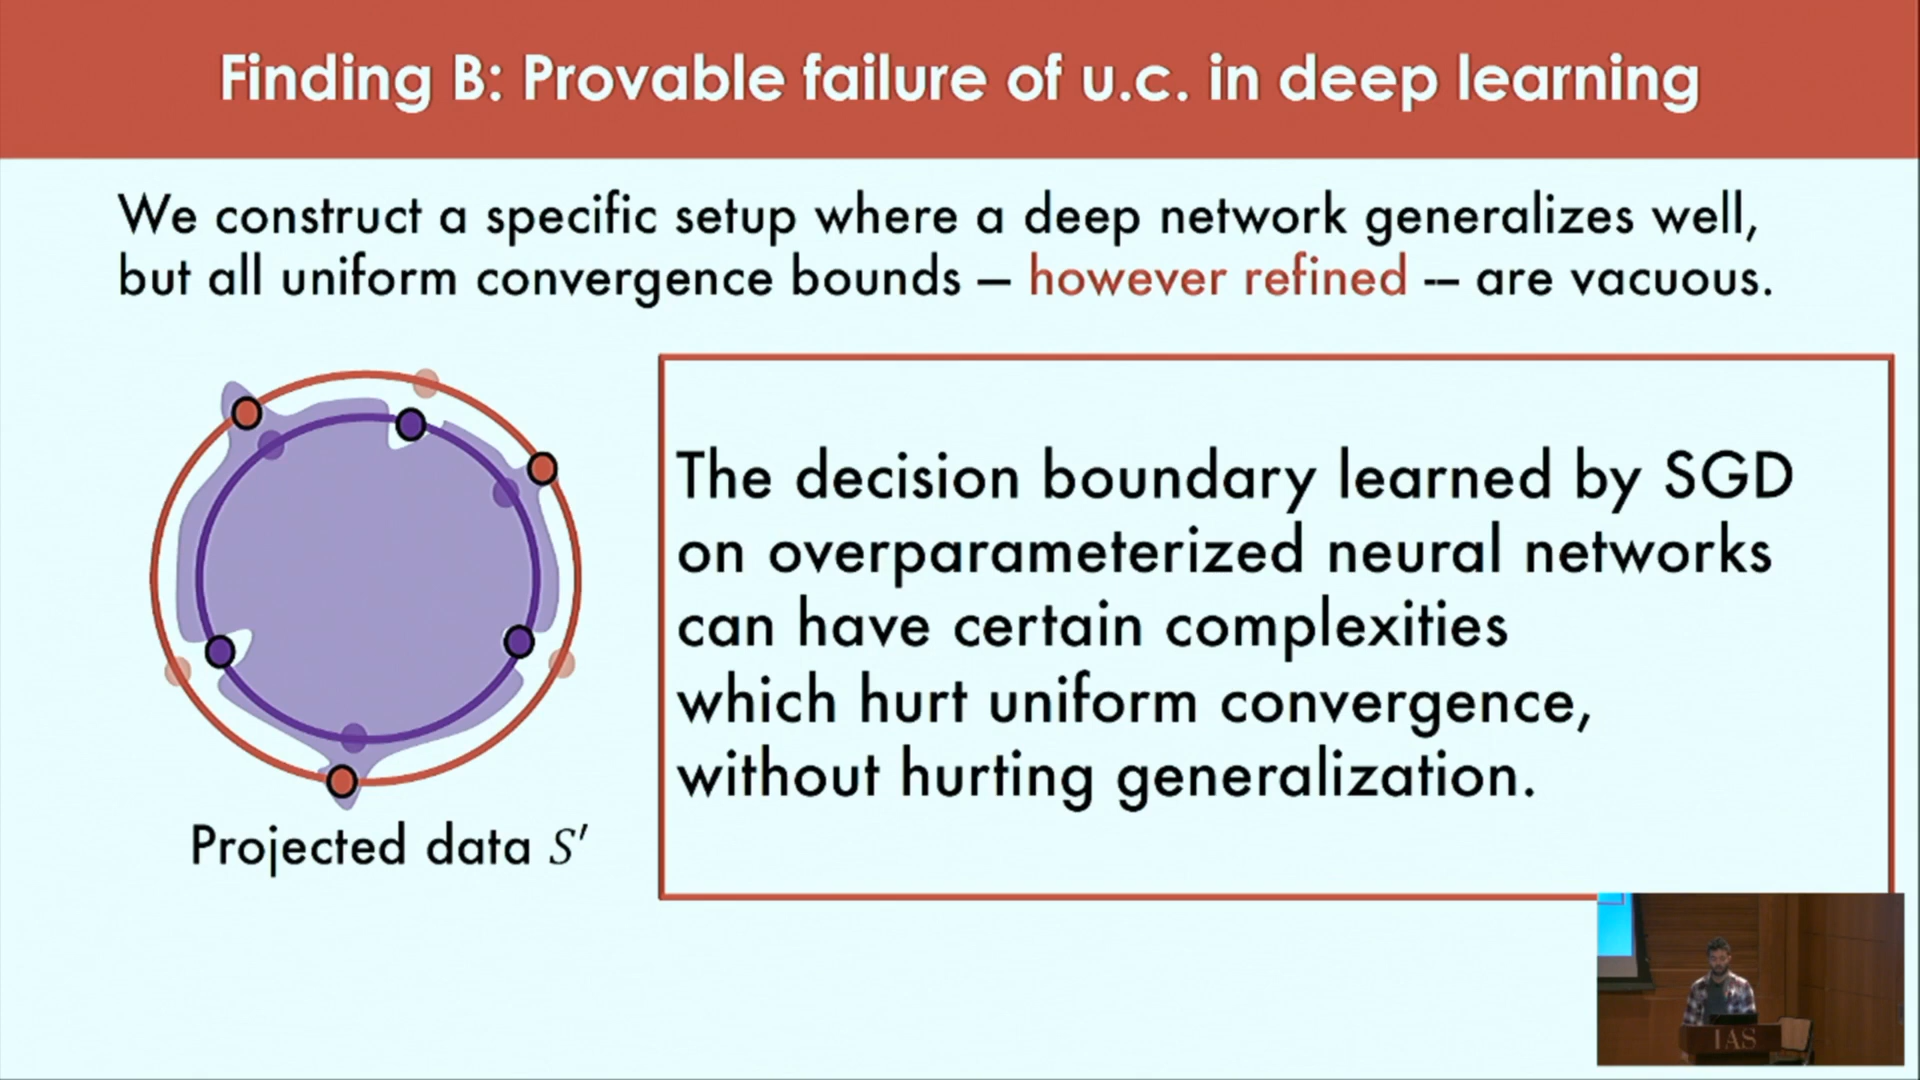 Finding B: Provable failure of u.c. in deep learning
We construct a specific setup where a deep network generalizes well,
but all uniform convergence bounds — however refined -– are vacuous.
The decision boundary learned by SGD
on overparameterized neural networks
can have certain complexities
which hurt uniform convergence,
without hurting generalization.
Projected data S′
IAS